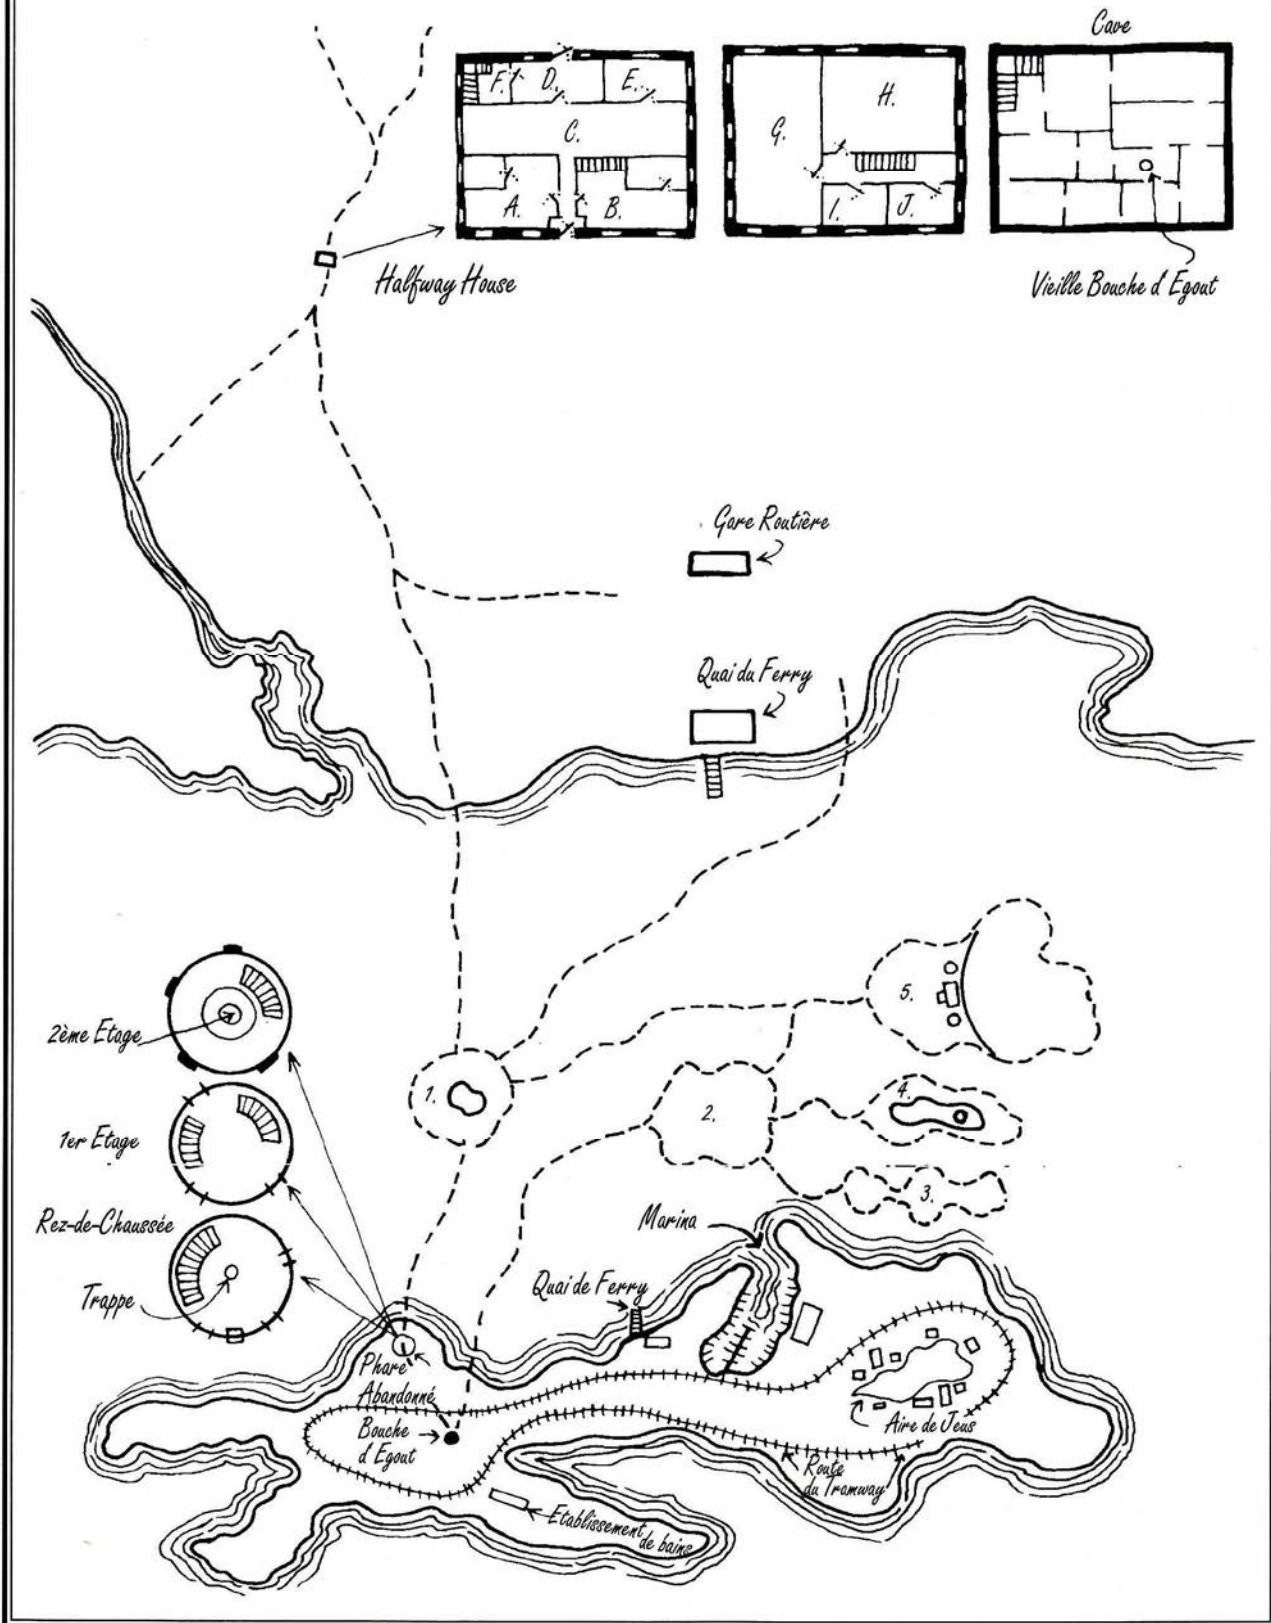 Cave
F.
D.
E.
C.
A.
B.
G.
H.
I.
J.
Halfway House
Vieille Bouche d'Egout
Gare Routière
Quai du Ferry
5.
2ème Etage
1.
4.
2.
1er Etage
3.
Rez-de-Chaussée
Marina
Trappe
Quai de Ferry
Phare
Abandonné
Bouche
d'Egout
Aire de Jeus
Route
du Tramway
Etablissement
de bains